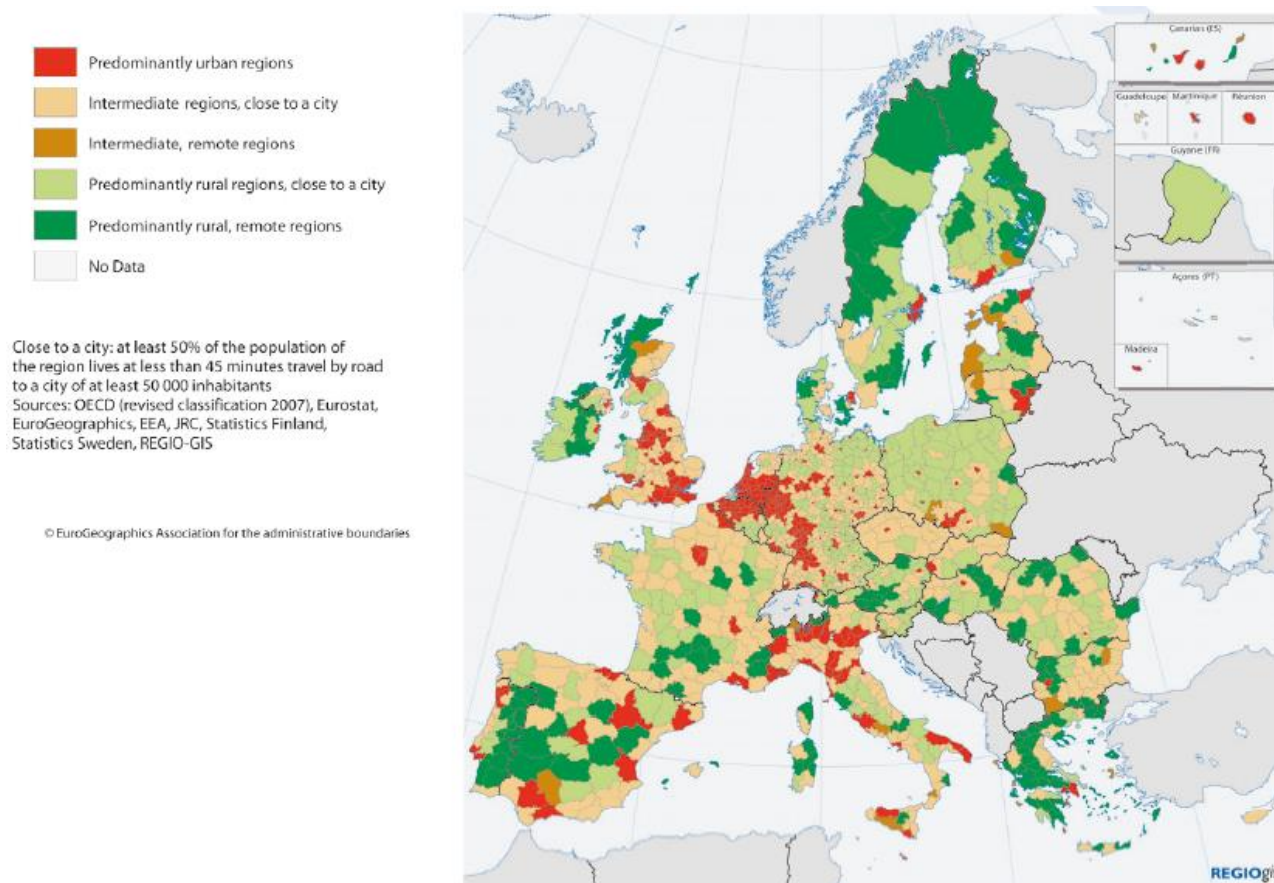 Predominantly urban regions
Intermediate regions, close to a city
Intermediate, remote regions
Predominantly rural regions, close to a city
Predominantly rural, remote regions
No Data
Close to a city: at least 50% of the population of
the region lives at less than 45 minutes travel by road
to a city of at least 50 000 inhabitants
Sources: OECD (revised classification 2007), Eurostat,
EuroGeographics, EEA, JRC, Statistics Finland,
Statistics Sweden, REGIO-GIS
© EuroGeographics Association for the administrative boundaries
Canarias (ES)
Guadeloupe Martinique Réunion
Guyane (FR)
Açores (PT)
Madeira
REGIOgi